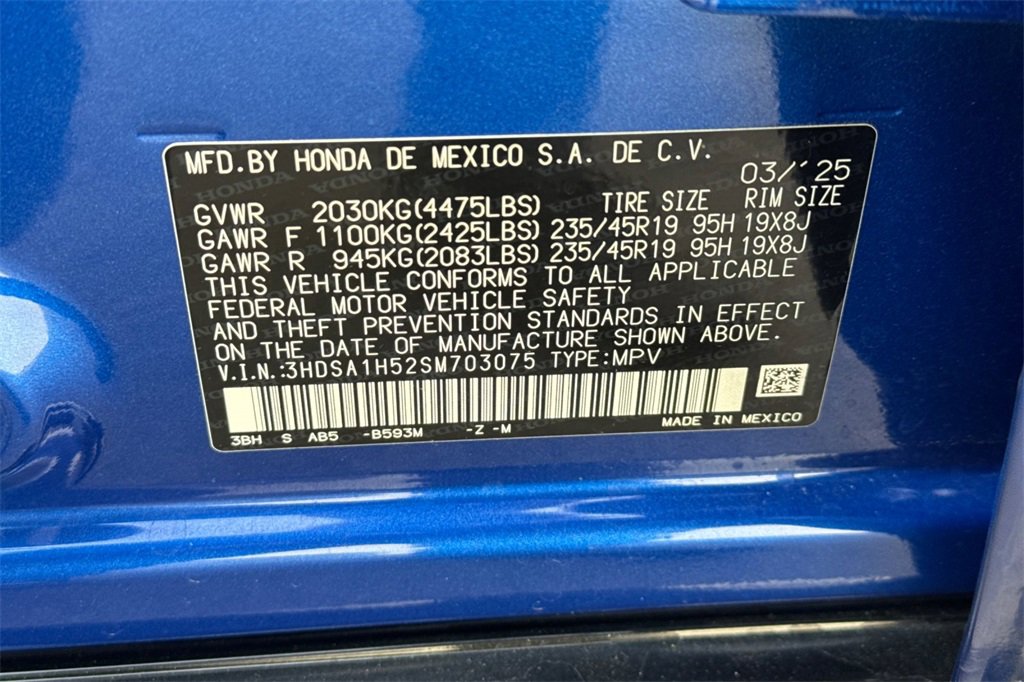 MFD.BY HONDA DE MEXICO S.A. DE C.V. 03/'25
GVWR 2030KG(4475LBS) TIRE SIZE RIM SIZE
GAWR F 1100KG(2425LBS) 235/45R19 95H 19X8J
GAWR R 945KG(2083LBS) 235/45R19 95H 19X8J
THIS VEHICLE CONFORMS TO ALL APPLICABLE
FEDERAL MOTOR VEHICLE SAFETY
AND THEFT PREVENTION STANDARDS IN EFFECT
ON THE DATE OF MANUFACTURE SHOWN ABOVE.
V.I.N.:3HDSA1H52SM703075 TYPE:MPV
3BH S AB5 -B593M -Z -M MADE IN MEXICO